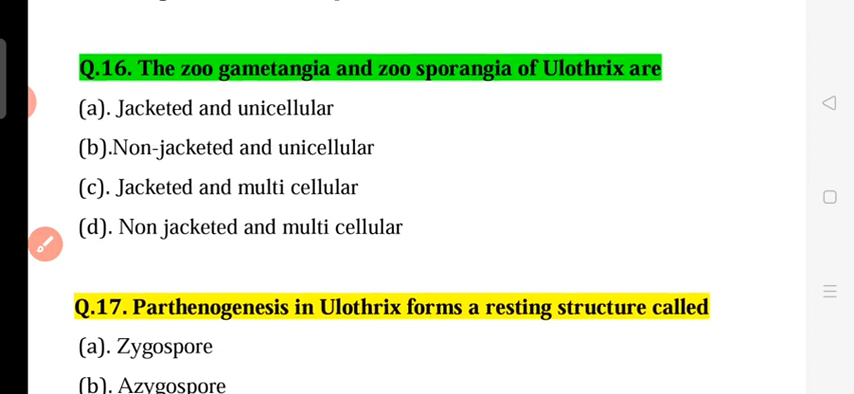 Q.16. The zoo gametangia and zoo sporangia of Ulothrix are
(a). Jacketed and unicellular
(b).Non-jacketed and unicellular
(c). Jacketed and multi cellular
(d). Non jacketed and multi cellular
Q.17. Parthenogenesis in Ulothrix forms a resting structure called
(a). Zygospore
(b). Azygospore